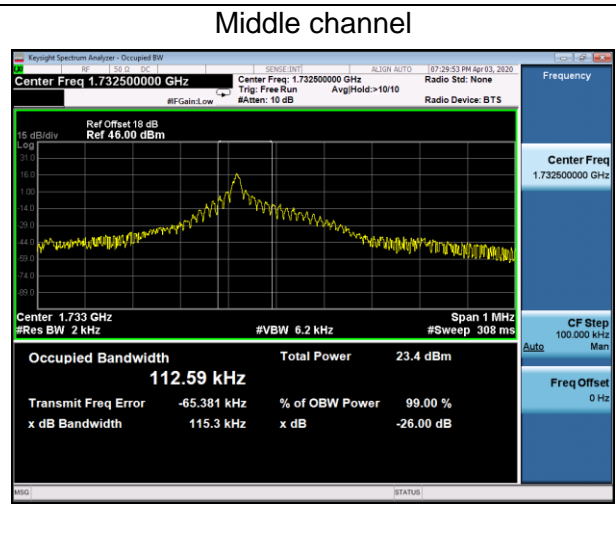 Middle channel
Keysight Spectrum Analyzer - Occupied BW
RF 50 Ω DC SENSE:INT ALIGN AUTO 07:29:53 PM Apr 03, 2020
Center Freq 1.732500000 GHz Center Freq: 1.732500000 GHz Radio Std: None Frequency
Trig: Free Run Avg|Hold:>10/10
#IFGain:Low #Atten: 10 dB Radio Device: BTS
Ref Offset 18 dB
15 dB/div Ref 46.00 dBm
Log
31.0
16.0
1.00
-14.0
-29.0
-44.0
-59.0
-74.0
-89.0
Center Freq
1.732500000 GHz
Center 1.733 GHz Span 1 MHz
#Res BW 2 kHz #VBW 6.2 kHz #Sweep 308 ms
CF Step
100.000 kHz
Auto Man
Occupied Bandwidth Total Power 23.4 dBm
112.59 kHz
Transmit Freq Error -65.381 kHz % of OBW Power 99.00 %
x dB Bandwidth 115.3 kHz x dB -26.00 dB
Freq Offset
0 Hz
MSG STATUS